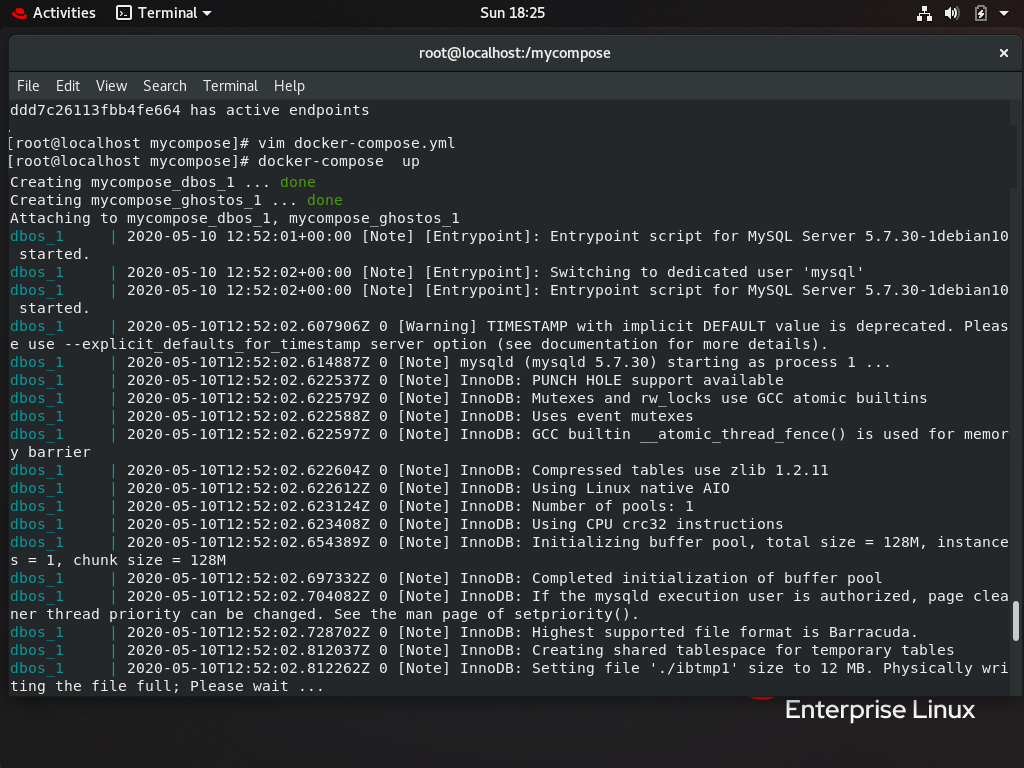 Activities Terminal Sun 18:25
root@localhost:/mycompose ×
File Edit View Search Terminal Help
ddd7c26113fbb4fe664 has active endpoints
[root@localhost mycompose]# vim docker-compose.yml
[root@localhost mycompose]# docker-compose  up
Creating mycompose_dbos_1 ... done
Creating mycompose_ghostos_1 ... done
Attaching to mycompose_dbos_1, mycompose_ghostos_1
dbos_1     | 2020-05-10 12:52:01+00:00 [Note] [Entrypoint]: Entrypoint script for MySQL Server 5.7.30-1debian10
 started.
dbos_1     | 2020-05-10 12:52:02+00:00 [Note] [Entrypoint]: Switching to dedicated user 'mysql'
dbos_1     | 2020-05-10 12:52:02+00:00 [Note] [Entrypoint]: Entrypoint script for MySQL Server 5.7.30-1debian10
 started.
dbos_1     | 2020-05-10T12:52:02.607906Z 0 [Warning] TIMESTAMP with implicit DEFAULT value is deprecated. Pleas
e use --explicit_defaults_for_timestamp server option (see documentation for more details).
dbos_1     | 2020-05-10T12:52:02.614887Z 0 [Note] mysqld (mysqld 5.7.30) starting as process 1 ...
dbos_1     | 2020-05-10T12:52:02.622537Z 0 [Note] InnoDB: PUNCH HOLE support available
dbos_1     | 2020-05-10T12:52:02.622579Z 0 [Note] InnoDB: Mutexes and rw_locks use GCC atomic builtins
dbos_1     | 2020-05-10T12:52:02.622588Z 0 [Note] InnoDB: Uses event mutexes
dbos_1     | 2020-05-10T12:52:02.622597Z 0 [Note] InnoDB: GCC builtin __atomic_thread_fence() is used for memor
y barrier
dbos_1     | 2020-05-10T12:52:02.622604Z 0 [Note] InnoDB: Compressed tables use zlib 1.2.11
dbos_1     | 2020-05-10T12:52:02.622612Z 0 [Note] InnoDB: Using Linux native AIO
dbos_1     | 2020-05-10T12:52:02.623124Z 0 [Note] InnoDB: Number of pools: 1
dbos_1     | 2020-05-10T12:52:02.623408Z 0 [Note] InnoDB: Using CPU crc32 instructions
dbos_1     | 2020-05-10T12:52:02.654389Z 0 [Note] InnoDB: Initializing buffer pool, total size = 128M, instance
s = 1, chunk size = 128M
dbos_1     | 2020-05-10T12:52:02.697332Z 0 [Note] InnoDB: Completed initialization of buffer pool
dbos_1     | 2020-05-10T12:52:02.704082Z 0 [Note] InnoDB: If the mysqld execution user is authorized, page clea
ner thread priority can be changed. See the man page of setpriority().
dbos_1     | 2020-05-10T12:52:02.728702Z 0 [Note] InnoDB: Highest supported file format is Barracuda.
dbos_1     | 2020-05-10T12:52:02.812037Z 0 [Note] InnoDB: Creating shared tablespace for temporary tables
dbos_1     | 2020-05-10T12:52:02.812262Z 0 [Note] InnoDB: Setting file './ibtmp1' size to 12 MB. Physically wri
ting the file full; Please wait ...
Enterprise Linux